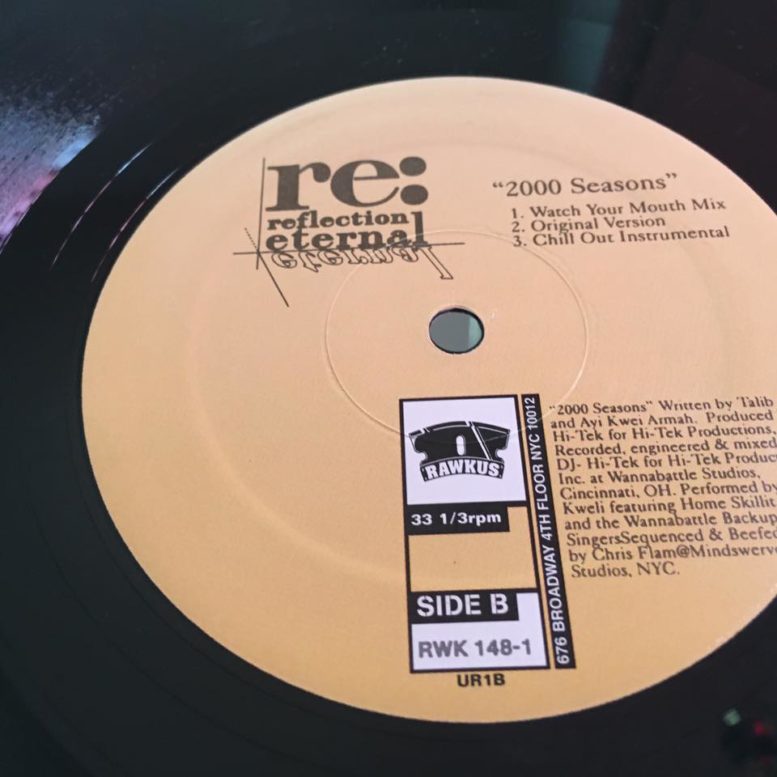 re:
reflection
eternal
eternal
"2000 Seasons"
1. Watch Your Mouth Mix
2. Original Version
3. Chill Out Instrumental
RAWKUS
33 1/3rpm
SIDE B
RWK 148-1
UR1B
676 BROADWAY 4TH FLOOR NYC 10012
"2000 Seasons" Written by Talib
and Ayi Kwei Armah. Produced
Hi-Tek for Hi-Tek Productions,
Recorded, engineered & mixed
DJ- Hi-Tek for Hi-Tek
Inc. at Wannabattle Studios,
Cincinnati, OH. Performed by
Kweli featuring Home Skillit
and the Wannabattle Backup
SingersSequenced & Beefed
by Chris Flam@Mindswerve
Studios, NYC.